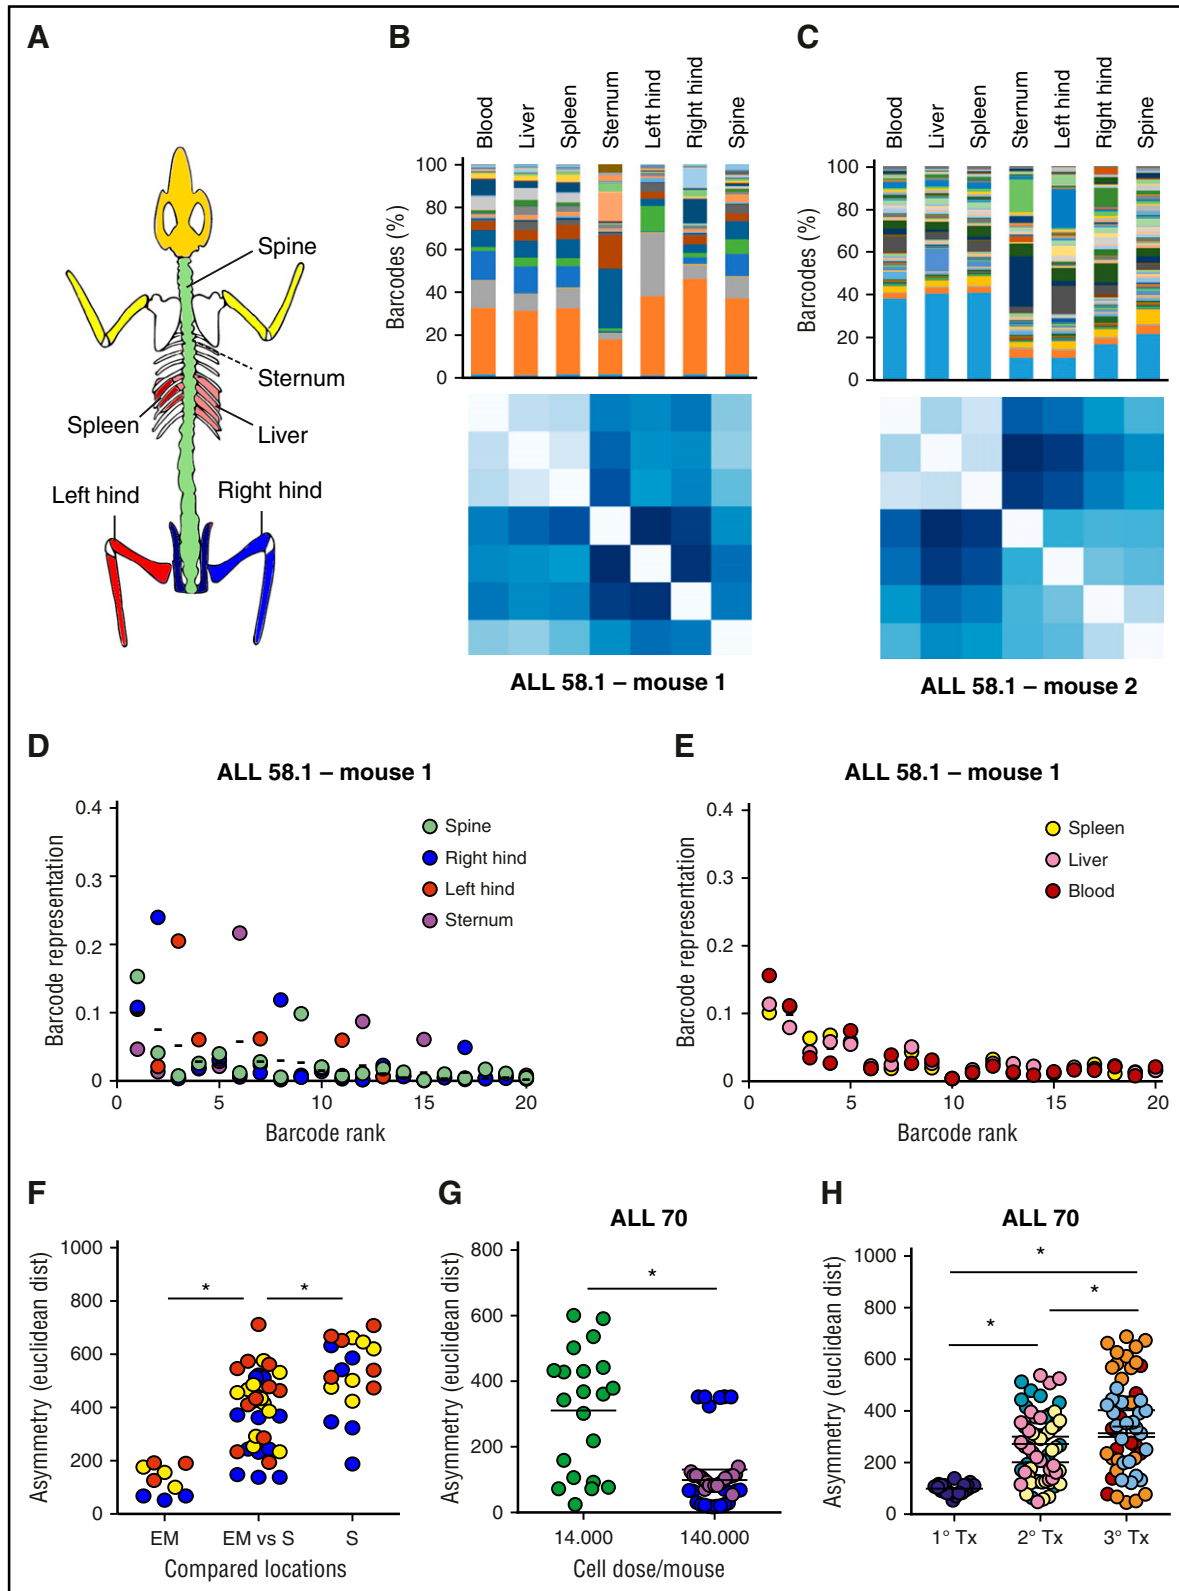 A
Spine
Sternum
Spleen
Liver
Left hind
Right hind
B
Blood
Liver
Spleen
Sternum
Left hind
Right hind
Spine
Barcodes (%)
100
80
60
40
20
0
ALL 58.1 – mouse 1
C
Blood
Liver
Spleen
Sternum
Left hind
Right hind
Spine
Barcodes (%)
100
80
60
40
20
0
ALL 58.1 – mouse 2
D
ALL 58.1 – mouse 1
Barcode representation
0.4
0.3
0.2
0.1
0
Spine
Right hind
Left hind
Sternum
0 5 10 15 20
Barcode rank
E
ALL 58.1 – mouse 1
Barcode representation
0.4
0.3
0.2
0.1
0
Spleen
Liver
Blood
0 5 10 15 20
Barcode rank
F
Asymmetry (euclidean dist)
1000
800
600
400
200
0
* *
EM EM vs S S
Compared locations
G
ALL 70
Asymmetry (euclidean dist)
800
600
400
200
0
*
14.000 140.000
Cell dose/mouse
H
ALL 70
Asymmetry (euclidean dist)
1000
800
600
400
200
0
*
*
*
1° Tx 2° Tx 3° Tx